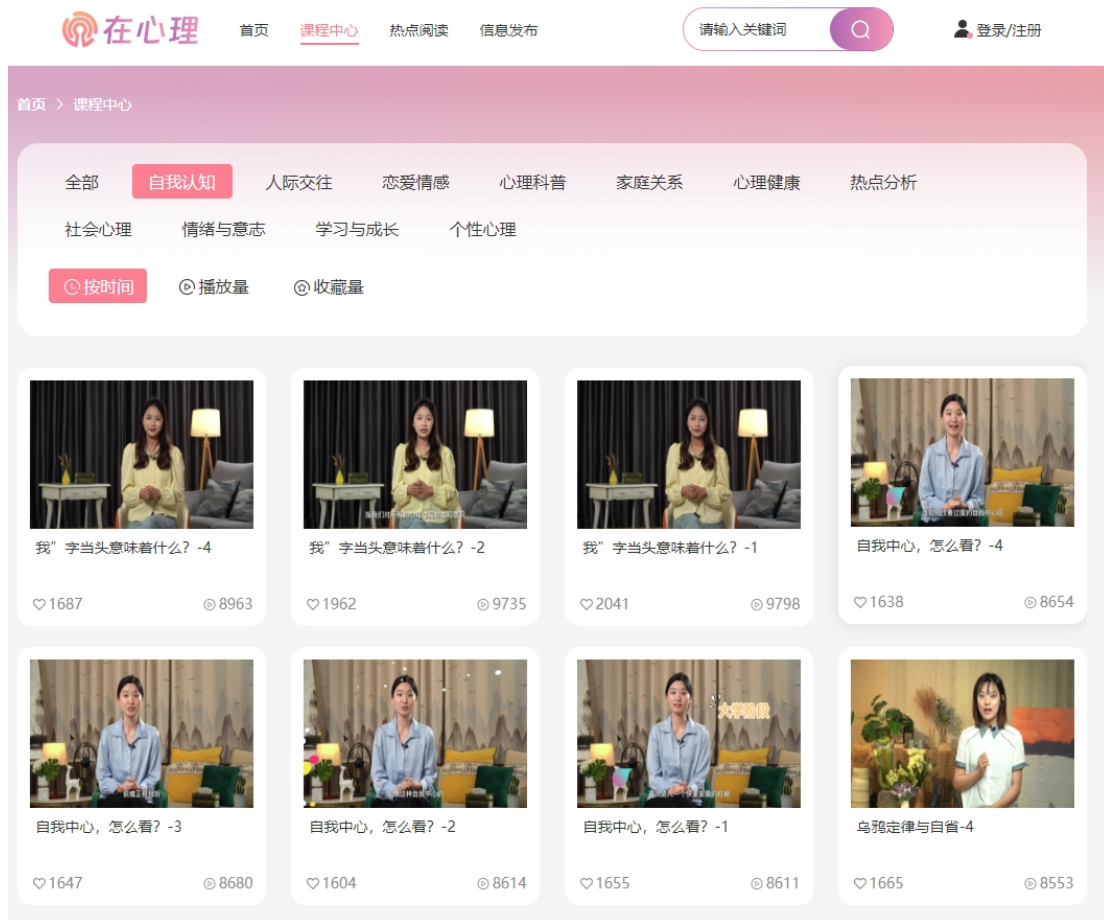 在心理 首页 课程中心 热点阅读 信息发布 请输入关键词 登录/注册
首页 > 课程中心
全部 自我认知 人际交往 恋爱情感 心理科普 家庭关系 心理健康 热点分析
社会心理 情绪与意志 学习与成长 个性心理
按时间 播放量 收藏量
我”字当头意味着什么？-4
1687 8963
我”字当头意味着什么？-2
1962 9735
我”字当头意味着什么？-1
2041 9798
自我中心，怎么看？-4
1638 8654
自我中心，怎么看？-3
1647 8680
自我中心，怎么看？-2
1604 8614
大学阶段
自我中心，怎么看？-1
1655 8611
乌鸦定律与自省-4
1665 8553